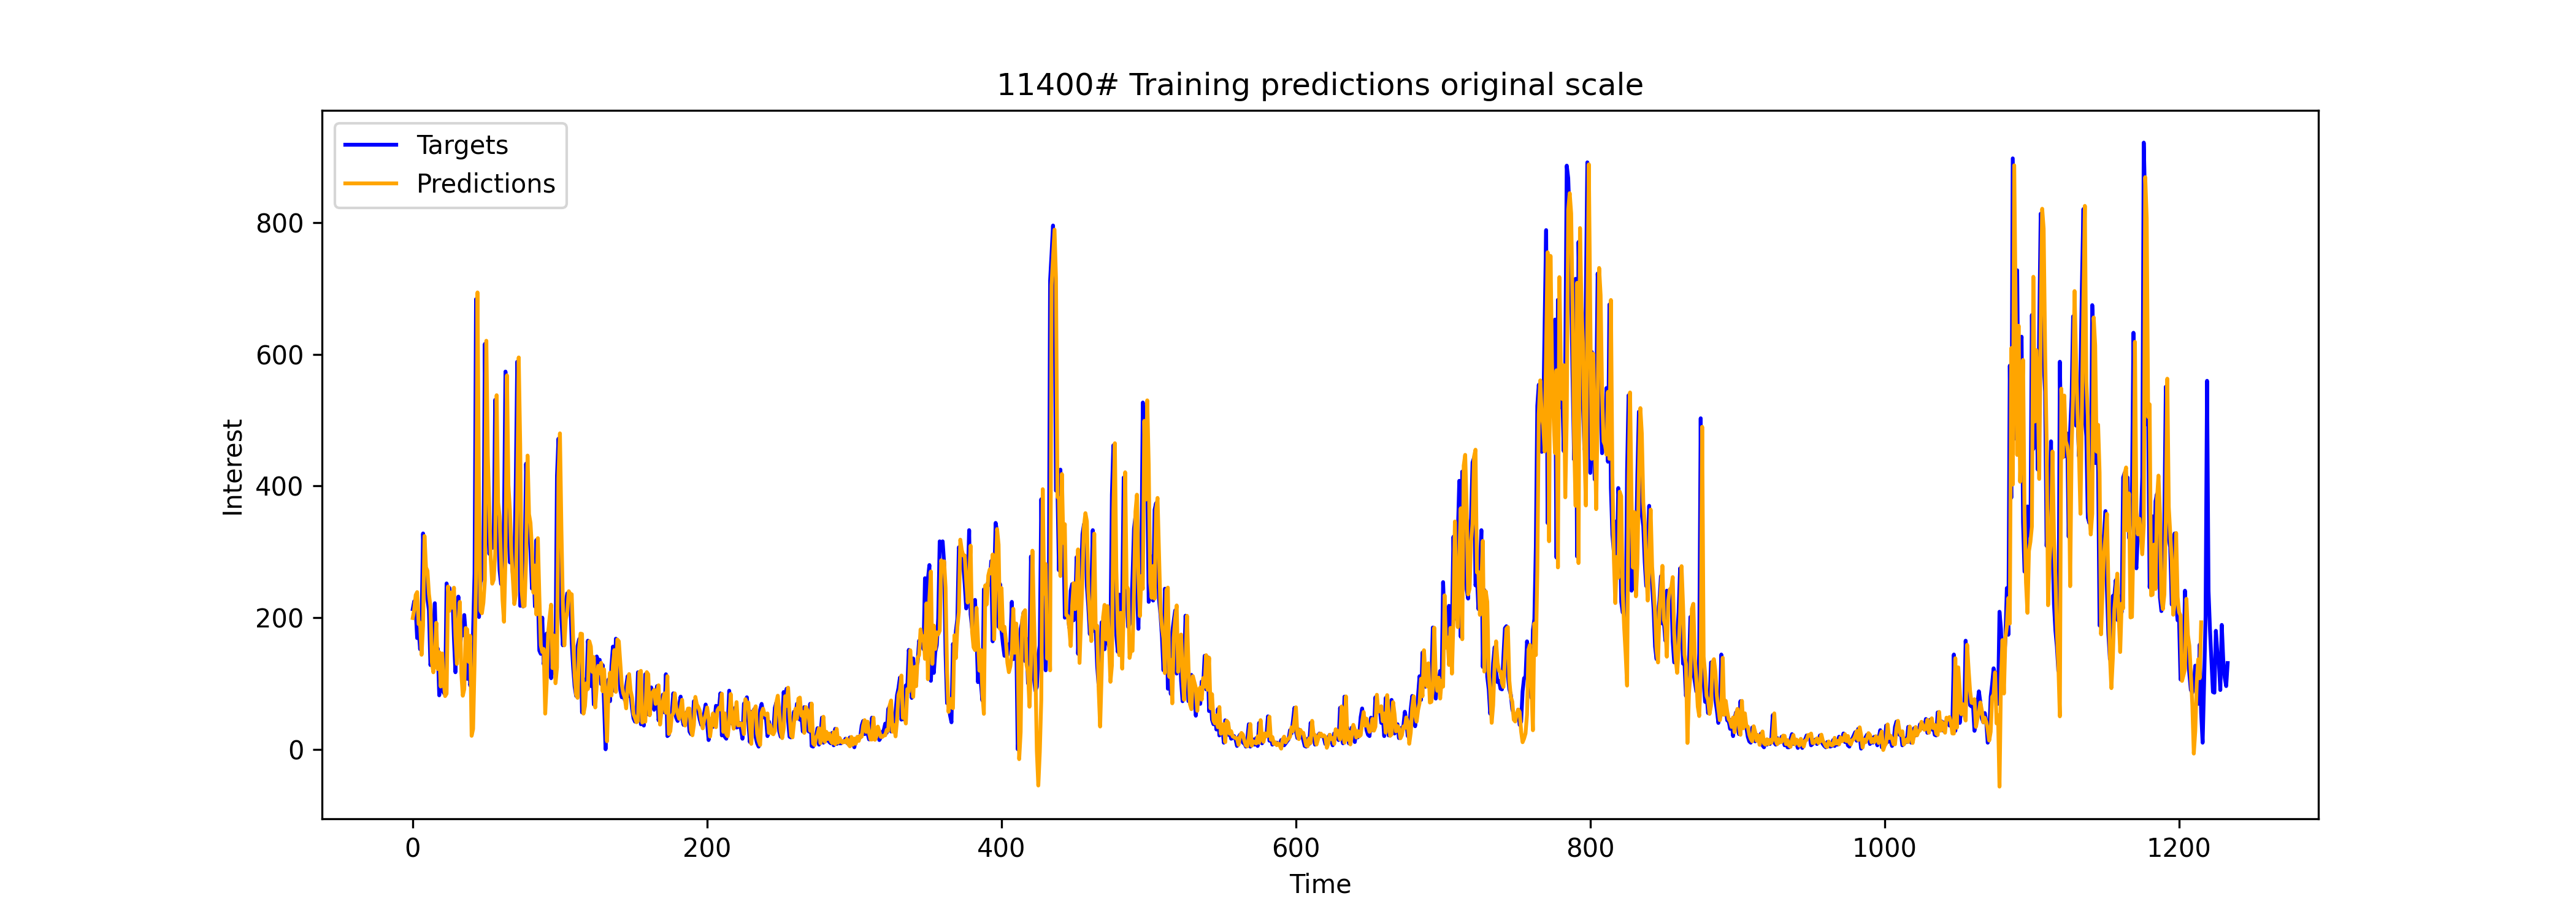 11400# Training predictions original scale
Targets
Predictions
Interest
800
600
400
200
0
0 200 400 600 800 1000 1200
Time